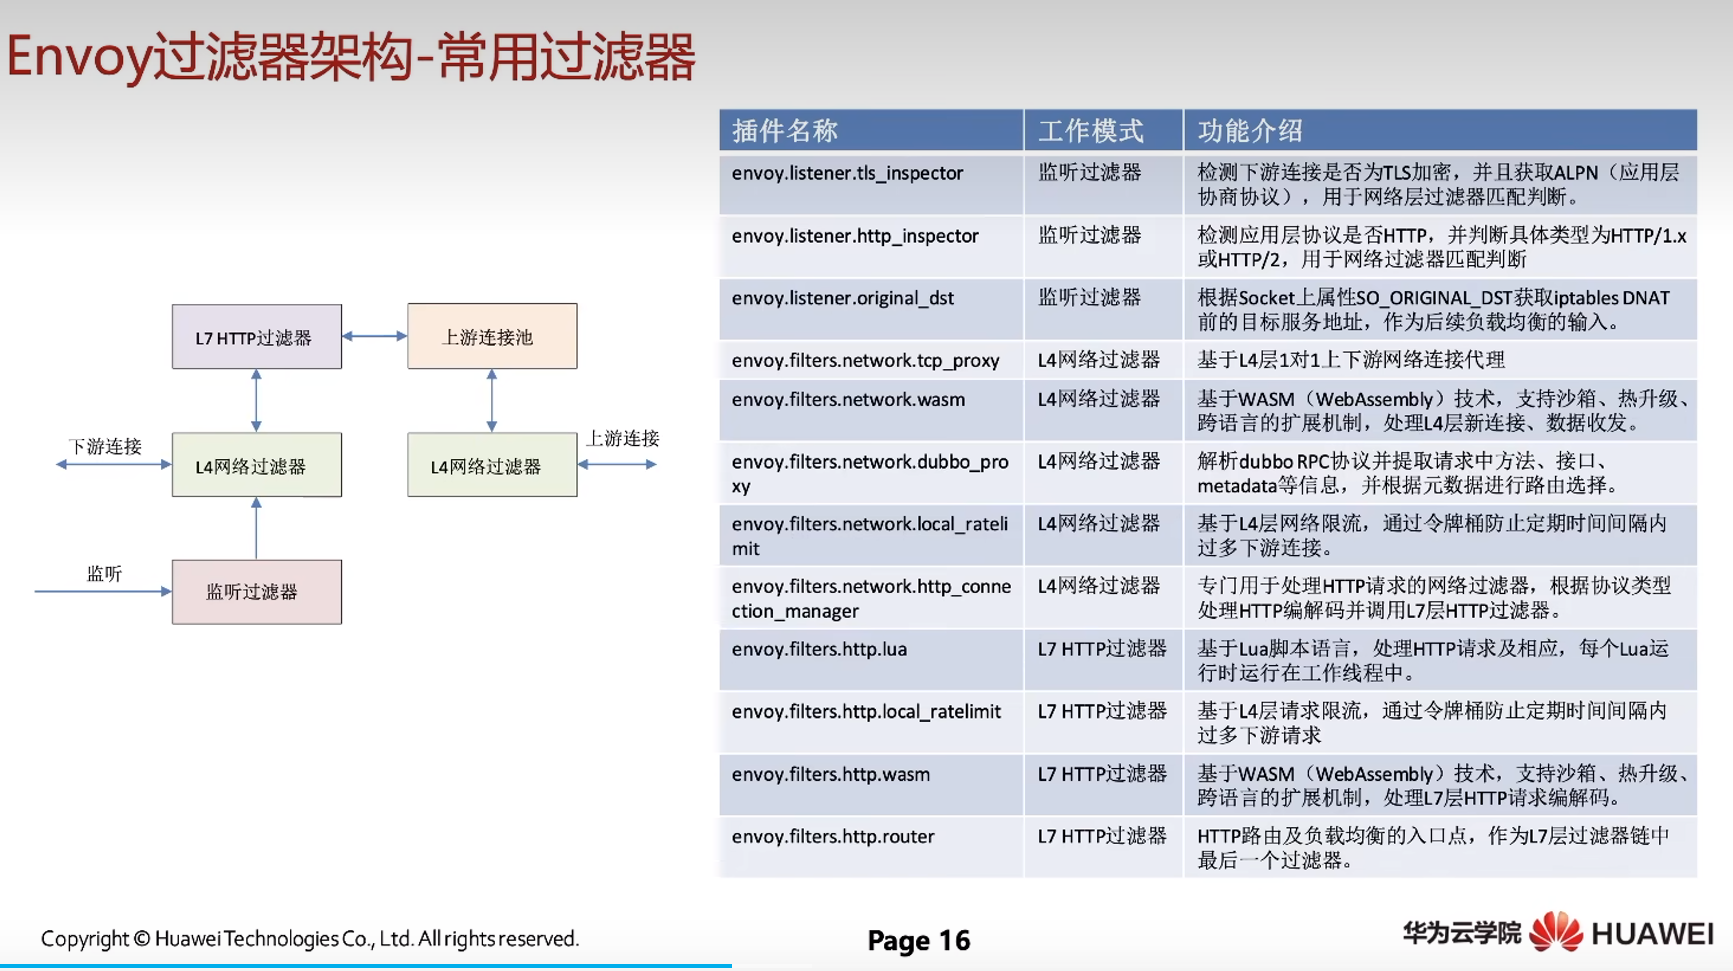 Envoy过滤器架构-常用过滤器
L7 HTTP过滤器
上游连接池
下游连接
L4网络过滤器
L4网络过滤器
上游连接
监听
监听过滤器
插件名称 工作模式 功能介绍
envoy.listener.tls_inspector 监听过滤器 检测下游连接是否为TLS加密，并且获取ALPN（应用层
协商协议），用于网络层过滤器匹配判断。
envoy.listener.http_inspector 监听过滤器 检测应用层协议是否HTTP，并判断具体类型为HTTP/1.x
或HTTP/2，用于网络过滤器匹配判断
envoy.listener.original_dst 监听过滤器 根据Socket上属性SO_ORIGINAL_DST获取iptables DNAT
前的目标服务地址，作为后续负载均衡的输入。
envoy.filters.network.tcp_proxy L4网络过滤器 基于L4层1对1上下游网络连接代理
envoy.filters.network.wasm L4网络过滤器 基于WASM（WebAssembly）技术，支持沙箱、热升级、
跨语言的扩展机制，处理L4层新连接、数据收发。
envoy.filters.network.dubbo_pro L4网络过滤器 解析dubbo RPC协议并提取请求中方法、接口、
xy metadata等信息，并根据元数据进行路由选择。
envoy.filters.network.local_rateli L4网络过滤器 基于L4层网络限流，通过令牌桶防止定期时间间隔内
mit 过多下游连接。
envoy.filters.network.http_conne L4网络过滤器 专门用于处理HTTP请求的网络过滤器，根据协议类型
ction_manager 处理HTTP编解码并调用L7层HTTP过滤器。
envoy.filters.http.lua L7 HTTP过滤器 基于Lua脚本语言，处理HTTP请求及相应，每个Lua运
行时运行在工作线程中。
envoy.filters.http.local_ratelimit L7 HTTP过滤器 基于L4层请求限流，通过令牌桶防止定期时间间隔内
过多下游请求
envoy.filters.http.wasm L7 HTTP过滤器 基于WASM（WebAssembly）技术，支持沙箱、热升级、
跨语言的扩展机制，处理L7层HTTP请求编解码。
envoy.filters.http.router L7 HTTP过滤器 HTTP路由及负载均衡的入口点，作为L7层过滤器链中
最后一个过滤器。
Copyright © Huawei Technologies Co., Ltd. All rights reserved.
Page 16
华为云学院 HUAWEI